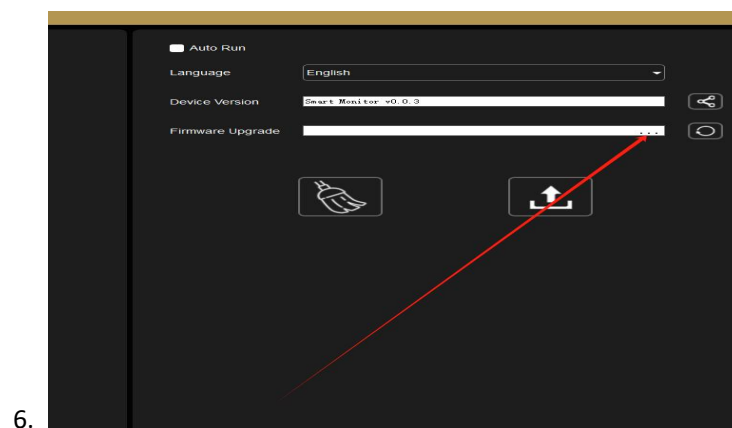 Auto Run
Language English
Device Version Smart Monitor v0.0.3
Firmware Upgrade ...
6.